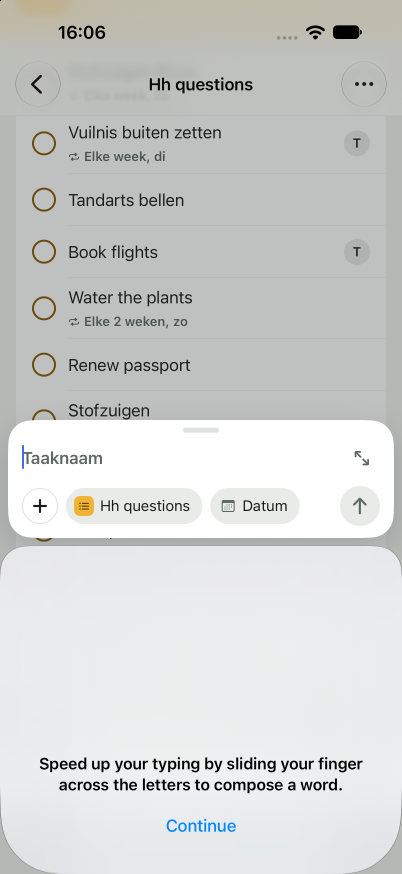 16:06
Hh questions
Vuilnis buiten zetten
Elke week, di
T
Tandarts bellen
Book flights
T
Water the plants
Elke 2 weken, zo
Renew passport
Stofzuigen
Taaknaam
Hh questions
Datum
Speed up your typing by sliding your finger
across the letters to compose a word.
Continue